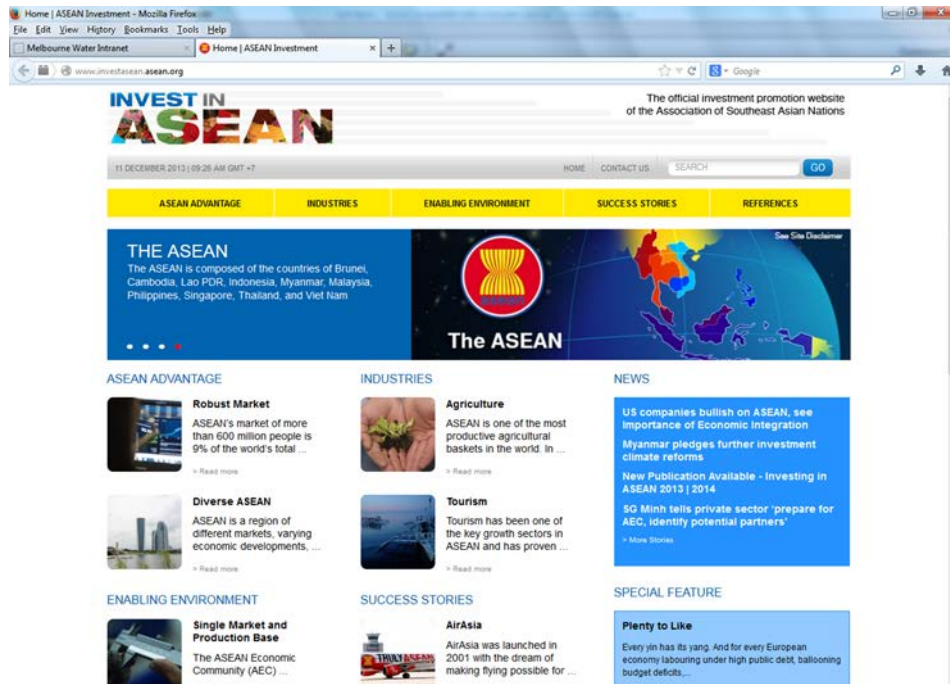 Home | ASEAN Investment - Mozilla Firefox
File Edit View History Bookmarks Tools Help
Melbourne Water Intranet
Home | ASEAN Investment
www.investasean.asean.org
Google
INVEST IN
ASEAN
The official investment promotion website
of the Association of Southeast Asian Nations
11 DECEMBER 2013 | 09:26 AM GMT +7
HOME
CONTACT US
SEARCH
GO
ASEAN ADVANTAGE
INDUSTRIES
ENABLING ENVIRONMENT
SUCCESS STORIES
REFERENCES
THE ASEAN
The ASEAN is composed of the countries of Brunei,
Cambodia, Lao PDR, Indonesia, Myanmar, Malaysia,
Philippines, Singapore, Thailand, and Viet Nam
See Site Disclaimer
The ASEAN
ASEAN ADVANTAGE
Robust Market
ASEAN's market of more
than 600 million people is
9% of the world's total ...
> Read more
Diverse ASEAN
ASEAN is a region of
different markets, varying
economic developments, ...
> Read more
INDUSTRIES
Agriculture
ASEAN is one of the most
productive agricultural
baskets in the world. In ...
> Read more
Tourism
Tourism has been one of
the key growth sectors in
ASEAN and has proven ...
> Read more
NEWS
US companies bullish on ASEAN, see
Importance of Economic Integration
Myanmar pledges further investment
climate reforms
New Publication Available - Investing in
ASEAN 2013 | 2014
SG Minh tells private sector 'prepare for
AEC, identify potential partners'
> More Stories
ENABLING ENVIRONMENT
Single Market and
Production Base
The ASEAN Economic
Community (AEC) ...
SUCCESS STORIES
TRULY ASEAN
AirAsia
AirAsia was launched in
2001 with the dream of
making flying possible for ...
SPECIAL FEATURE
Plenty to Like
Every yin has its yang. And for every European
economy labouring under high public debt, ballooning
budget deficits,...